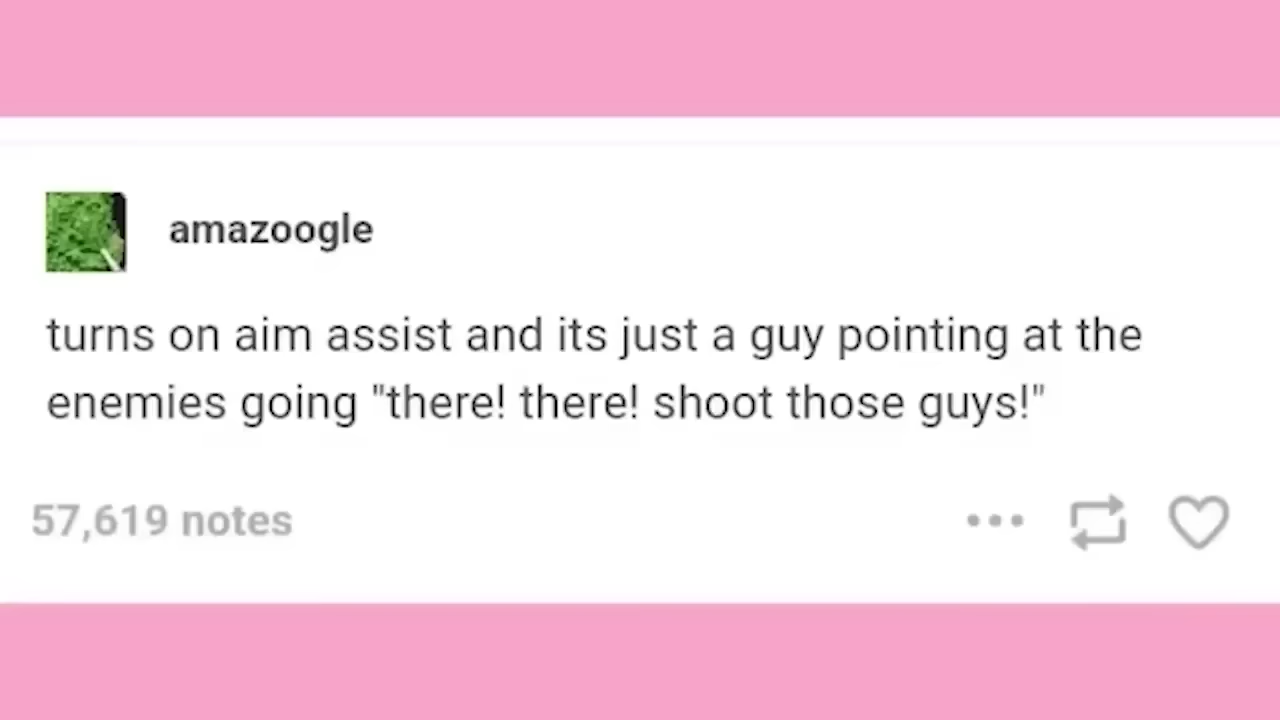 amazoogle
turns on aim assist and its just a guy pointing at the
enemies going "there! there! shoot those guys!"
57,619 notes